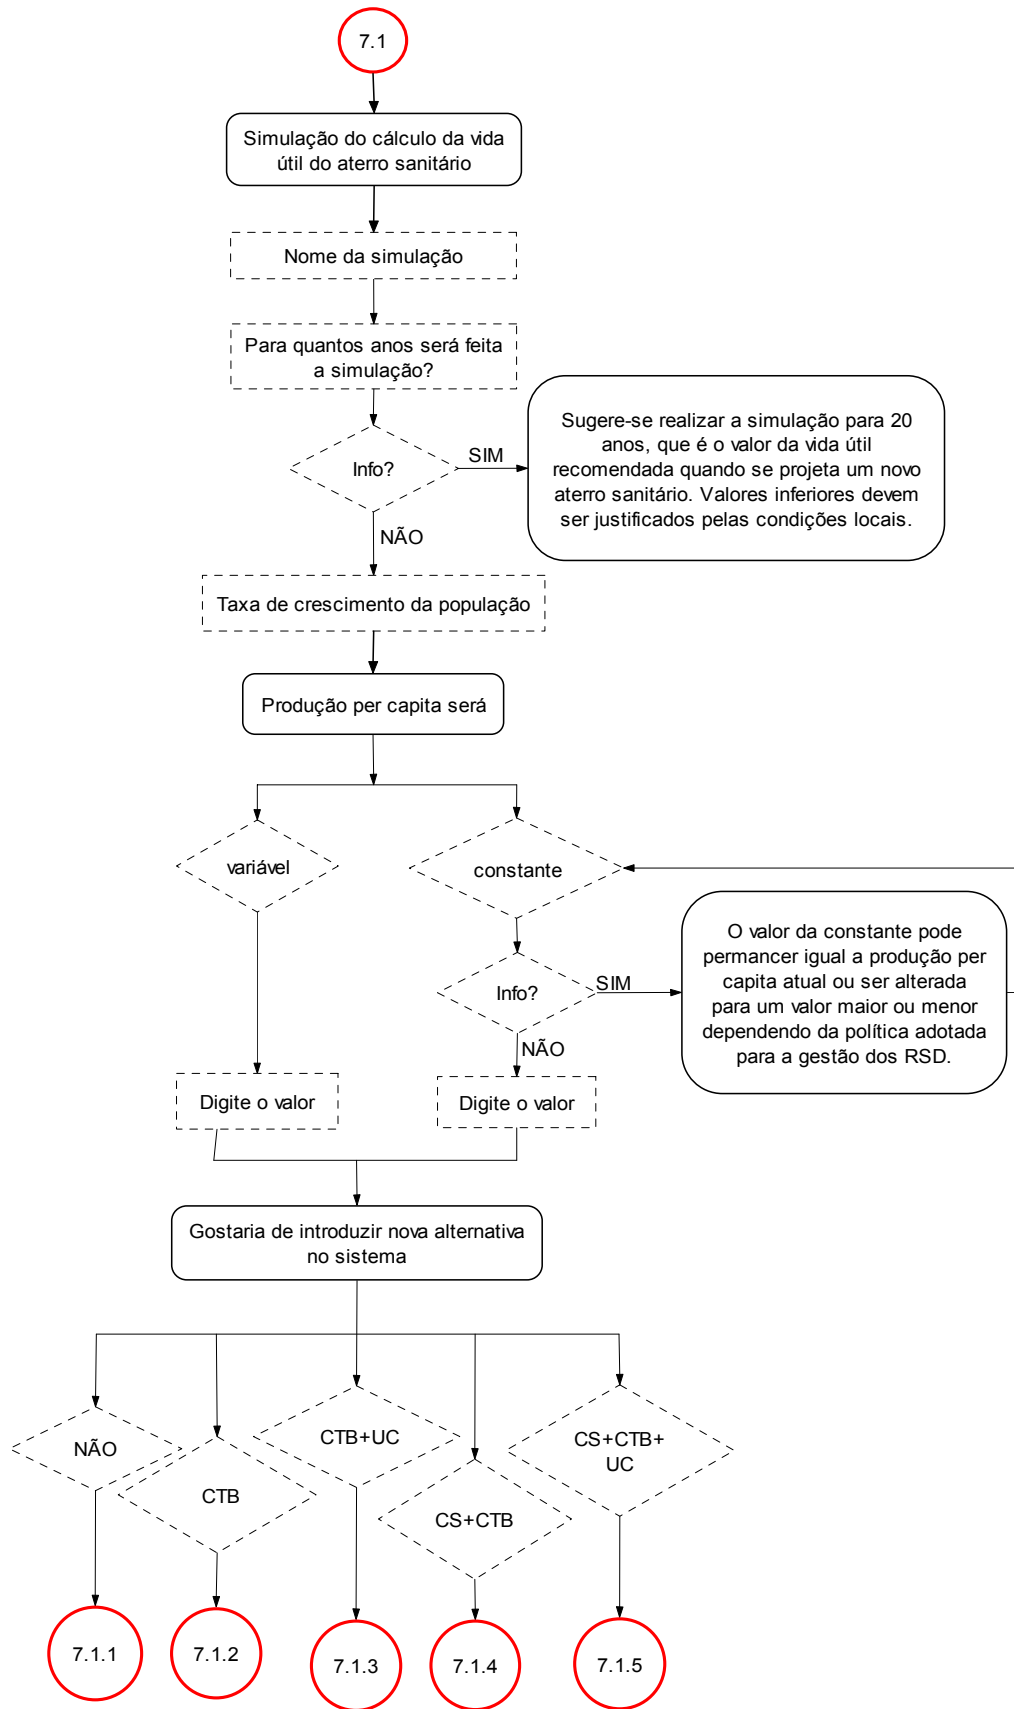 7.1
Simulação do cálculo da vida
útil do aterro sanitário
Nome da simulação
Para quantos anos será feita
a simulação?
Info?
SIM
Sugere-se realizar a simulação para 20
anos, que é o valor da vida útil
recomendada quando se projeta um novo
aterro sanitário. Valores inferiores devem
ser justificados pelas condições locais.
NÃO
Taxa de crescimento da população
Produção per capita será
variável
constante
Info?
SIM
O valor da constante pode
permancer igual a produção per
capita atual ou ser alterada
para um valor maior ou menor
dependendo da política adotada
para a gestão dos RSD.
NÃO
Digite o valor
Digite o valor
Gostaria de introduzir nova alternativa
no sistema
NÃO
CTB
CTB+UC
CS+CTB
CS+CTB+
UC
7.1.1
7.1.2
7.1.3
7.1.4
7.1.5